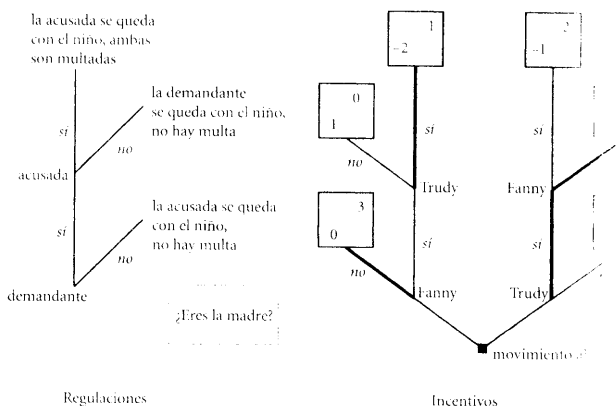 la acusada se queda
con el niño, ambas
son multadas
la demandante
se queda con el niño,
no hay multa
sí
no
acusada
la acusada se queda
con el niño,
no hay multa
sí
no
demandante
¿Eres la madre?
Regulaciones
1
−2
2
−1
0
1
sí
sí
no
Trudy
Fanny
3
0
sí
sí
no
Fanny
Trudy
movimiento
Incentivos